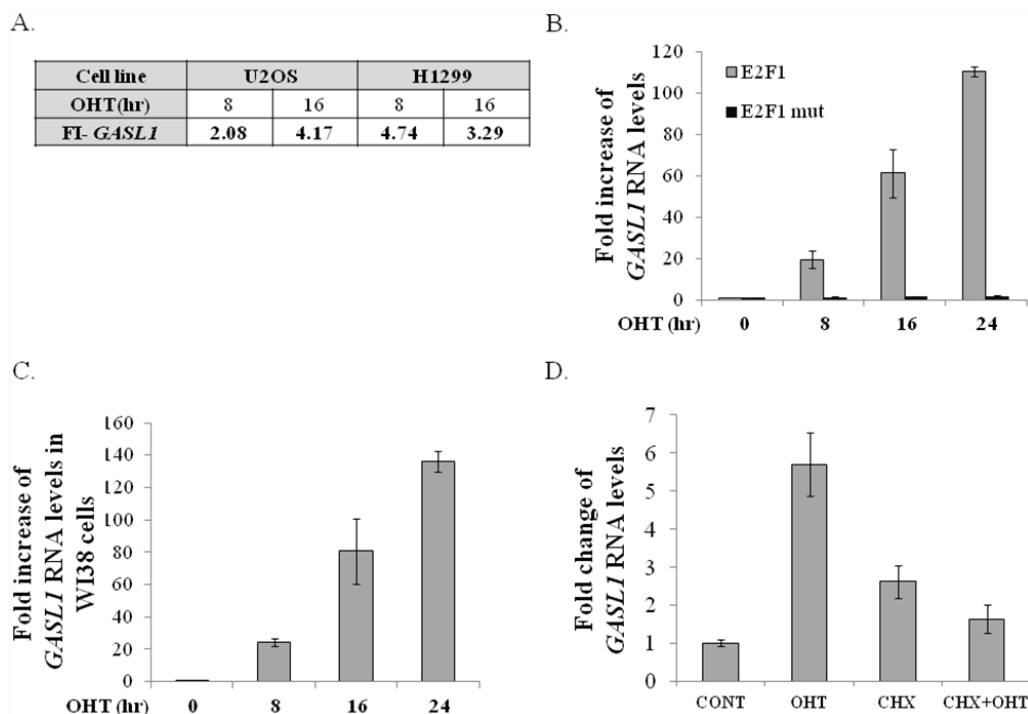 A.
Cell line U2OS H1299
OHT(hr) 8 16 8 16
FI- GASL1 2.08 4.17 4.74 3.29
B.
Fold increase of
GASL1 RNA levels
120
100
80
60
40
20
0
E2F1
E2F1 mut
OHT (hr) 0 8 16 24
C.
Fold increase of
GASL1 RNA levels in
WI38 cells
160
140
120
100
80
60
40
20
0
OHT (hr) 0 8 16 24
D.
Fold change of
GASL1 RNA levels
7
6
5
4
3
2
1
0
CONT OHT CHX CHX+OHT